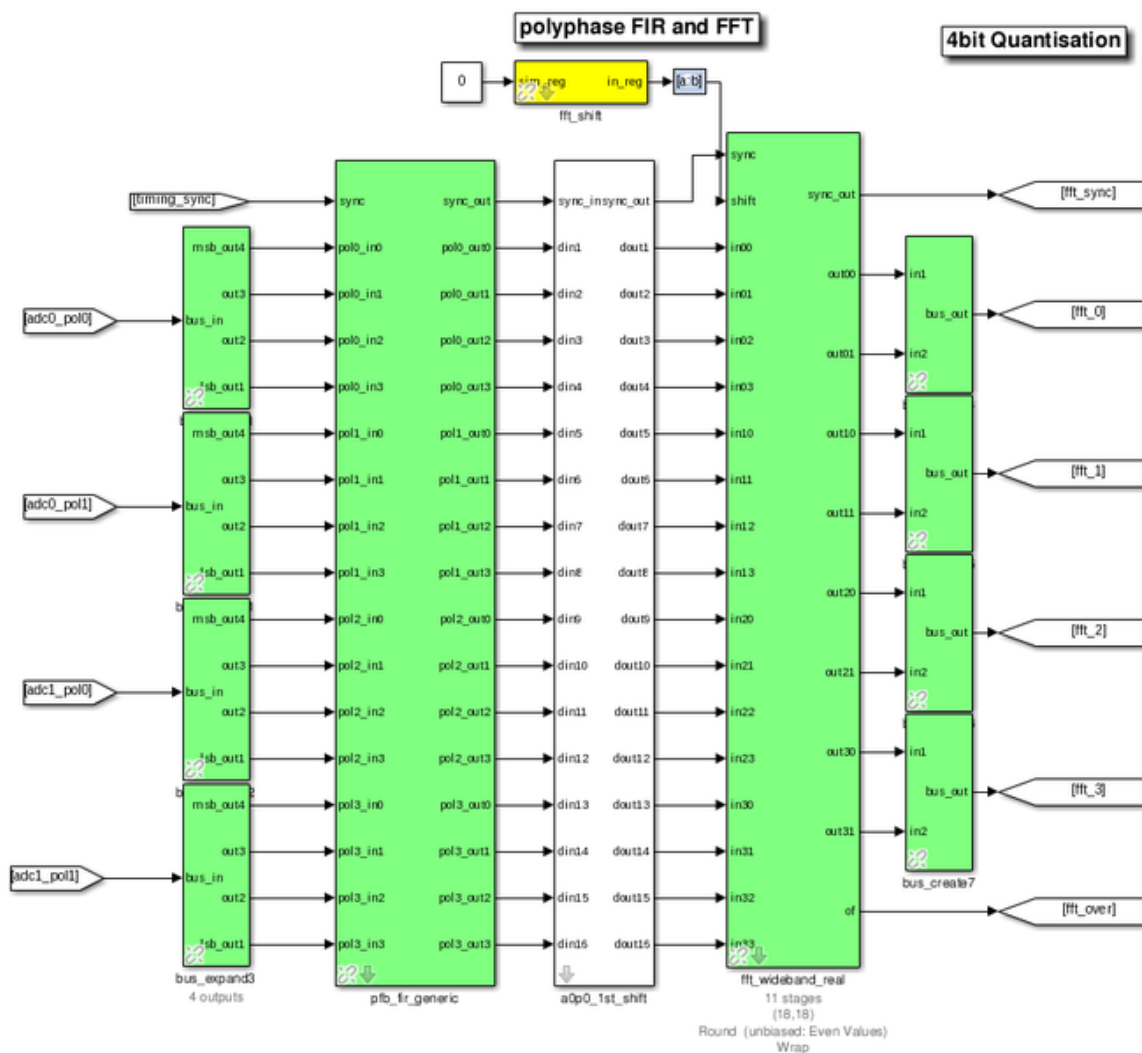 polyphase FIR and FFT
4bit Quantisation
0
sim_reg
in_reg
[a:b]
fft_shift
[timing_sync]
[adc0_pol0]
[adc0_pol1]
[adc1_pol0]
[adc1_pol1]
msb_out4
out3
bus_in
out2
lsb_out1
msb_out4
out3
bus_in
out2
lsb_out1
msb_out4
out3
bus_in
out2
lsb_out1
msb_out4
out3
bus_in
out2
lsb_out1
bus_expand3
4 outputs
sync
pol0_in0
pol0_in1
pol0_in2
pol0_in3
pol1_in0
pol1_in1
pol1_in2
pol1_in3
pol2_in0
pol2_in1
pol2_in2
pol2_in3
pol3_in0
pol3_in1
pol3_in2
pol3_in3
sync_out
pol0_out0
pol0_out1
pol0_out2
pol0_out3
pol1_out0
pol1_out1
pol1_out2
pol1_out3
pol2_out0
pol2_out1
pol2_out2
pol2_out3
pol3_out0
pol3_out1
pol3_out2
pol3_out3
pfb_fir_generic
sync_in
din1
din2
din3
din4
din5
din6
din7
din8
din9
din10
din11
din12
din13
din14
din15
din16
sync_out
dout1
dout2
dout3
dout4
dout5
dout6
dout7
dout8
dout9
dout10
dout11
dout12
dout13
dout14
dout15
dout16
a0p0_1st_shift
sync
shift
in00
in01
in02
in03
in10
in11
in12
in13
in20
in21
in22
in23
in30
in31
in32
in33
sync_out
out00
out01
out10
out11
out20
out21
out30
out31
of
fft_wideband_real
11 stages
(18,18)
Round (unbiased: Even Values)
Wrap
in1
bus_out
in2
in1
bus_out
in2
in1
bus_out
in2
in1
bus_out
in2
bus_create7
[fft_sync]
[fft_0]
[fft_1]
[fft_2]
[fft_3]
[fft_over]